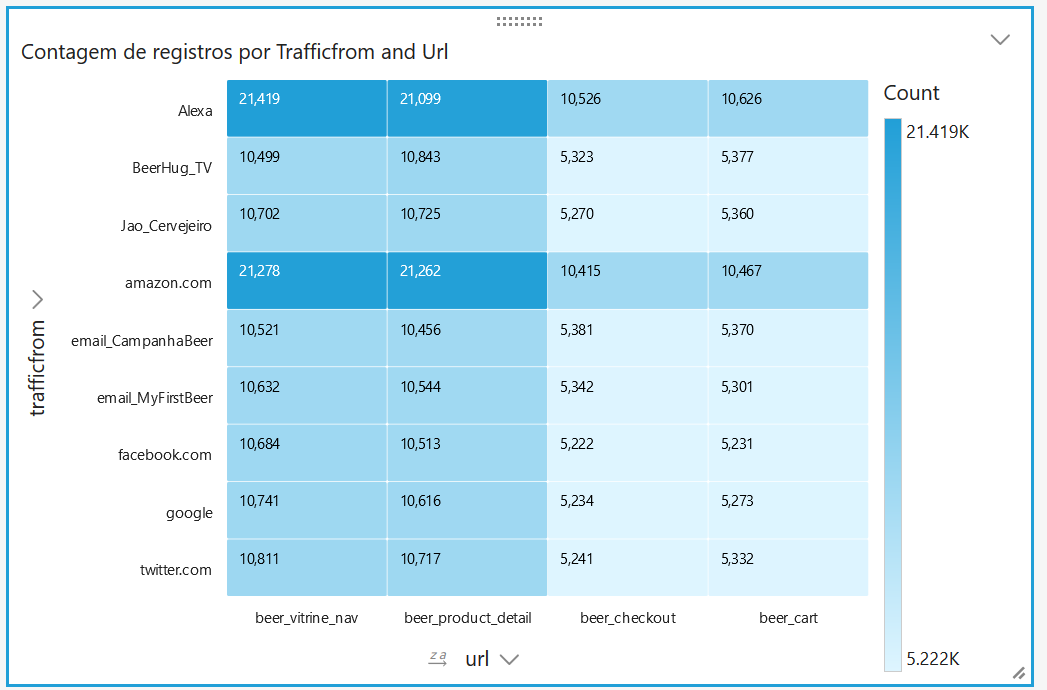 Contagem de registros por Trafficfrom and Url
Count
21.419K
5.222K
trafficfrom
Alexa 21,419 21,099 10,526 10,626
BeerHug_TV 10,499 10,843 5,323 5,377
Jao_Cervejeiro 10,702 10,725 5,270 5,360
amazon.com 21,278 21,262 10,415 10,467
email_CampanhaBeer 10,521 10,456 5,381 5,370
email_MyFirstBeer 10,632 10,544 5,342 5,301
facebook.com 10,684 10,513 5,222 5,231
google 10,741 10,616 5,234 5,273
twitter.com 10,811 10,717 5,241 5,332
beer_vitrine_nav beer_product_detail beer_checkout beer_cart
za url